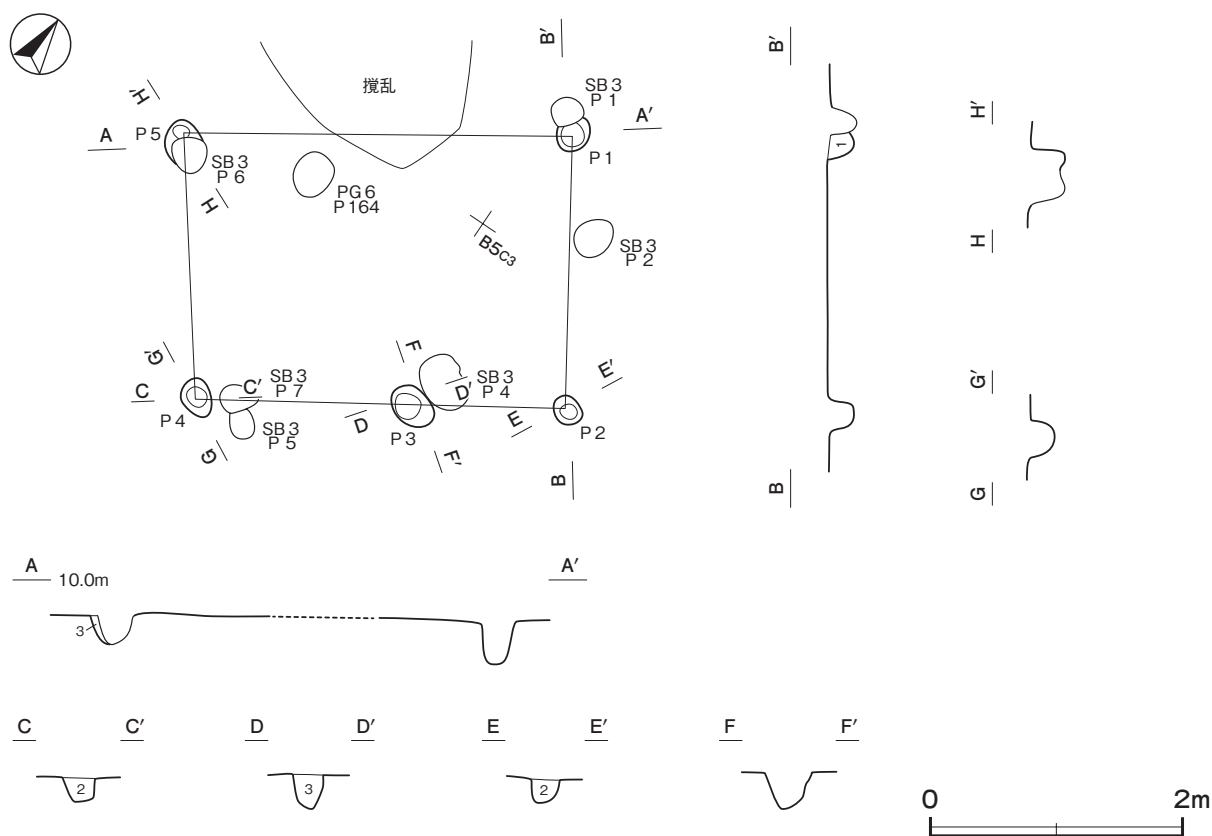 撹乱
B′
B′
SB3
P1
A′
H′
H′
A
P5
P1
1
SB3
P6
H
PG6
P164
B5c3
SB3
P2
H
G′
F
E′
G′
C
C′
SB3
P7
D′
SB3
P4
P4
D
E
P3
P2
SB3
P5
G
F′
B
B
G
A
10.0m
A′
3
C
C′
D
D′
E
E′
F
F′
2
3
2
0
2m